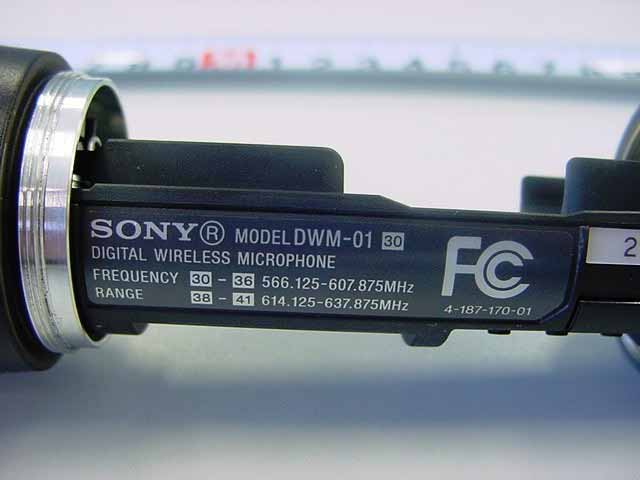 SONY® MODEL DWM-01 30
DIGITAL WIRELESS MICROPHONE
FREQUENCY 30 - 36 566.125-607.875MHz
RANGE 38 - 41 614.125-637.875MHz
FC
4-187-170-01
2